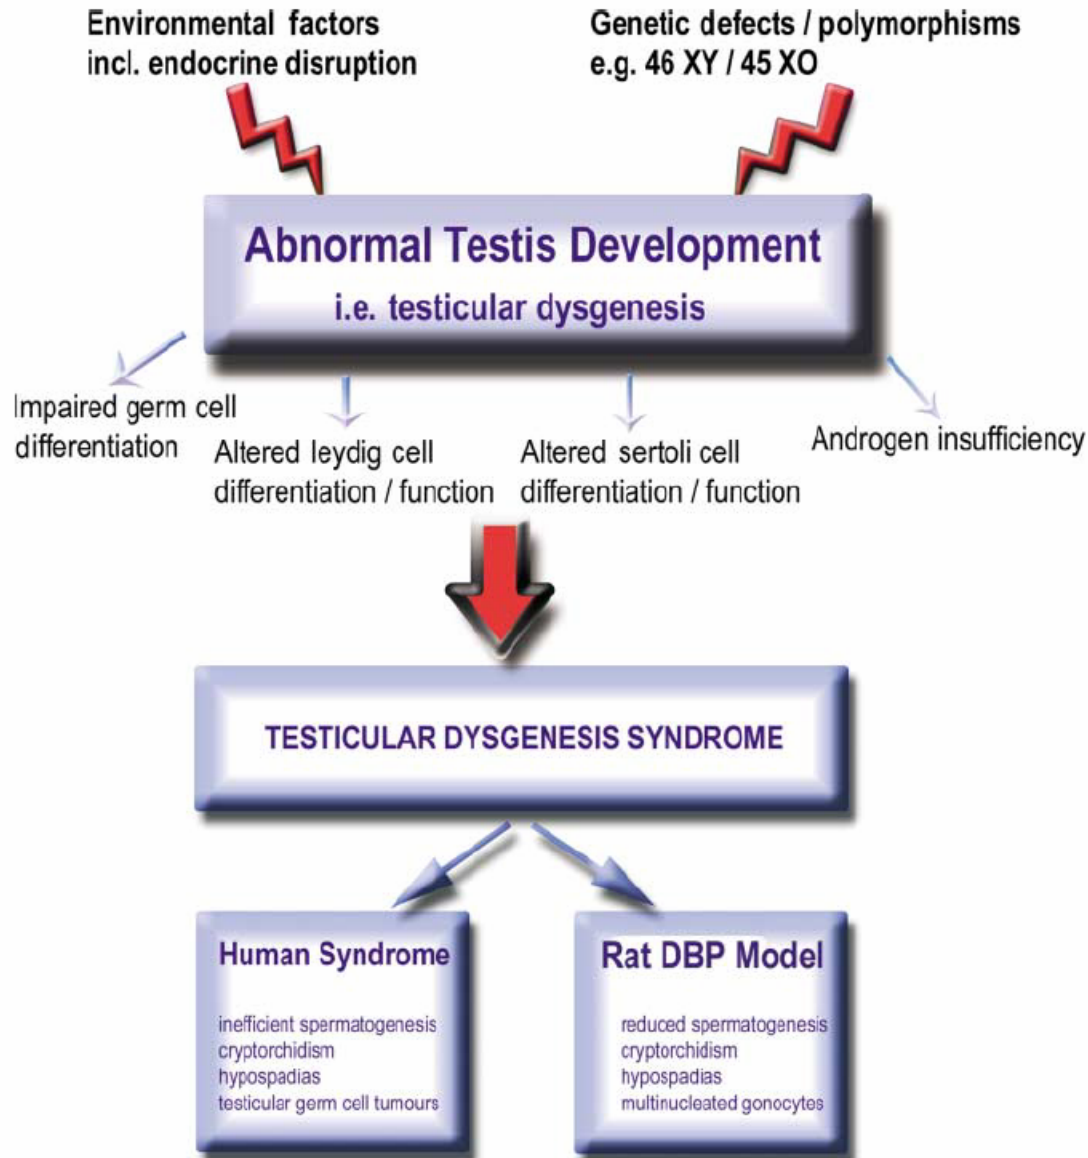 Environmental factors
incl. endocrine disruption
Genetic defects / polymorphisms
e.g. 46 XY / 45 XO
Abnormal Testis Development
i.e. testicular dysgenesis
Impaired germ cell
differentiation
Altered leydig cell
differentiation / function
Altered sertoli cell
differentiation / function
Androgen insufficiency
TESTICULAR DYSGENESIS SYNDROME
Human Syndrome
inefficient spermatogenesis
cryptorchidism
hypospadias
testicular germ cell tumours
Rat DBP Model
reduced spermatogenesis
cryptorchidism
hypospadias
multinucleated gonocytes